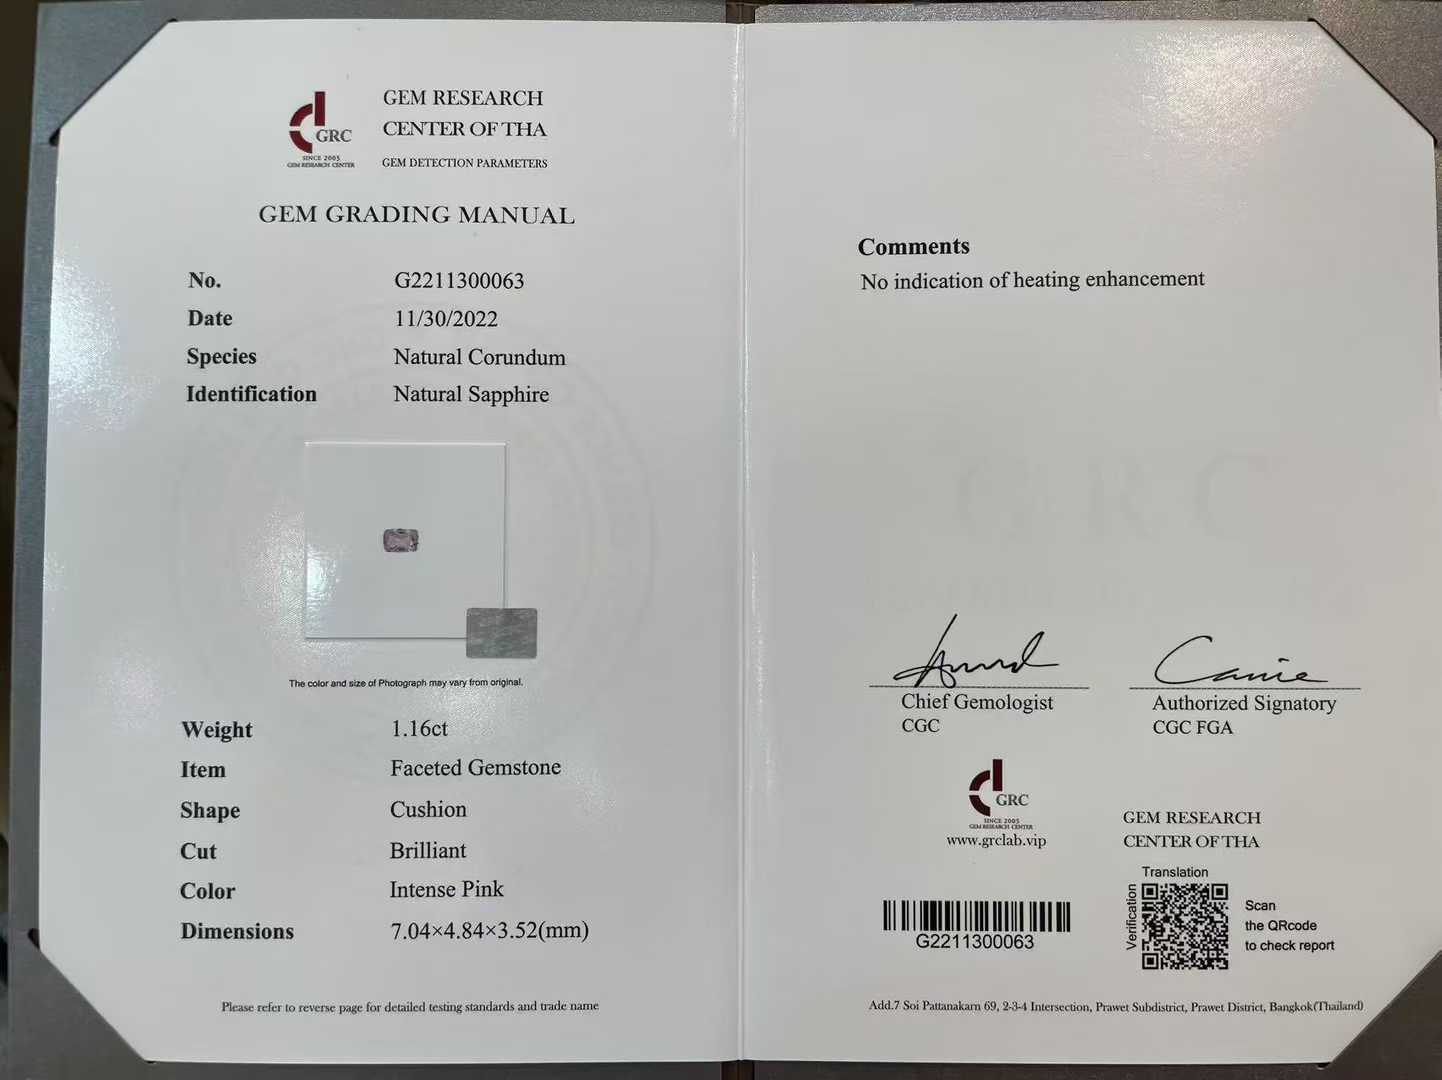 GRC
SINCE 2005
GEM RESEARCH CENTER
GEM RESEARCH
CENTER OF THA
GEM DETECTION PARAMETERS
GEM GRADING MANUAL
No. G2211300063
Date 11/30/2022
Species Natural Corundum
Identification Natural Sapphire
The color and size of Photograph may vary from original.
Weight 1.16ct
Item Faceted Gemstone
Shape Cushion
Cut Brilliant
Color Intense Pink
Dimensions 7.04×4.84×3.52(mm)
Please refer to reverse page for detailed testing standards and trade name
Comments
No indication of heating enhancement
GRC
Carrie
Chief Gemologist
CGC
Authorized Signatory
CGC FGA
GRC
SINCE 2005
GEM RESEARCH CENTER
www.grclab.vip
GEM RESEARCH
CENTER OF THA
Translation
Verification
Scan
the QRcode
to check report
G2211300063
Add.7 Soi Pattanakarn 69, 2-3-4 Intersection, Prawet Subdistrict, Prawet District, Bangkok(Thailand)